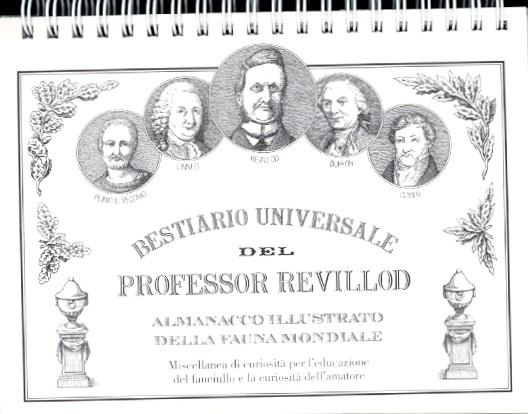 PLINIO IL VECCHIO
LINNEO
REVILLOD
BUFFON
CUVIER
BESTIARIO UNIVERSALE
DEL
PROFESSOR REVILLOD
ALMANACCO ILLUSTRATO
DELLA FAUNA MONDIALE
Miscellanea di curiosità per l'educazione
del fanciullo e la curiosità dell'amatore